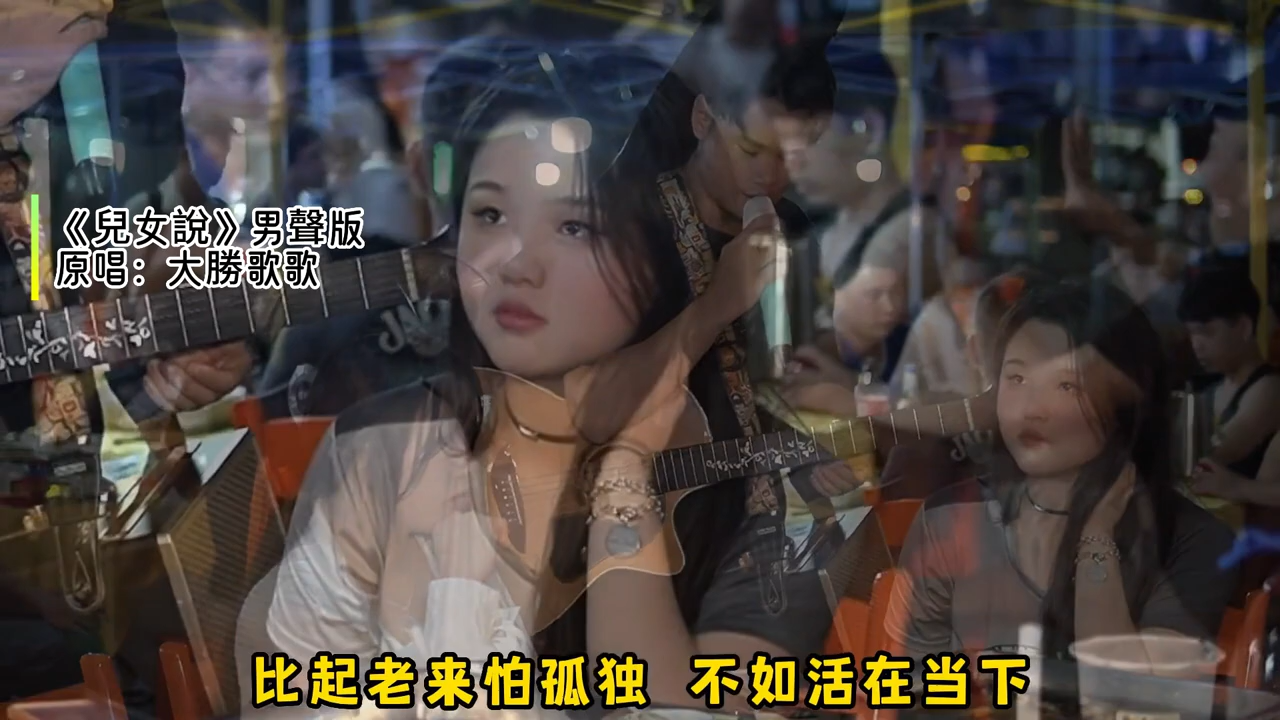 《兒女說》男聲版
原唱：大勝歌歌
比起老来怕孤独 不如活在当下